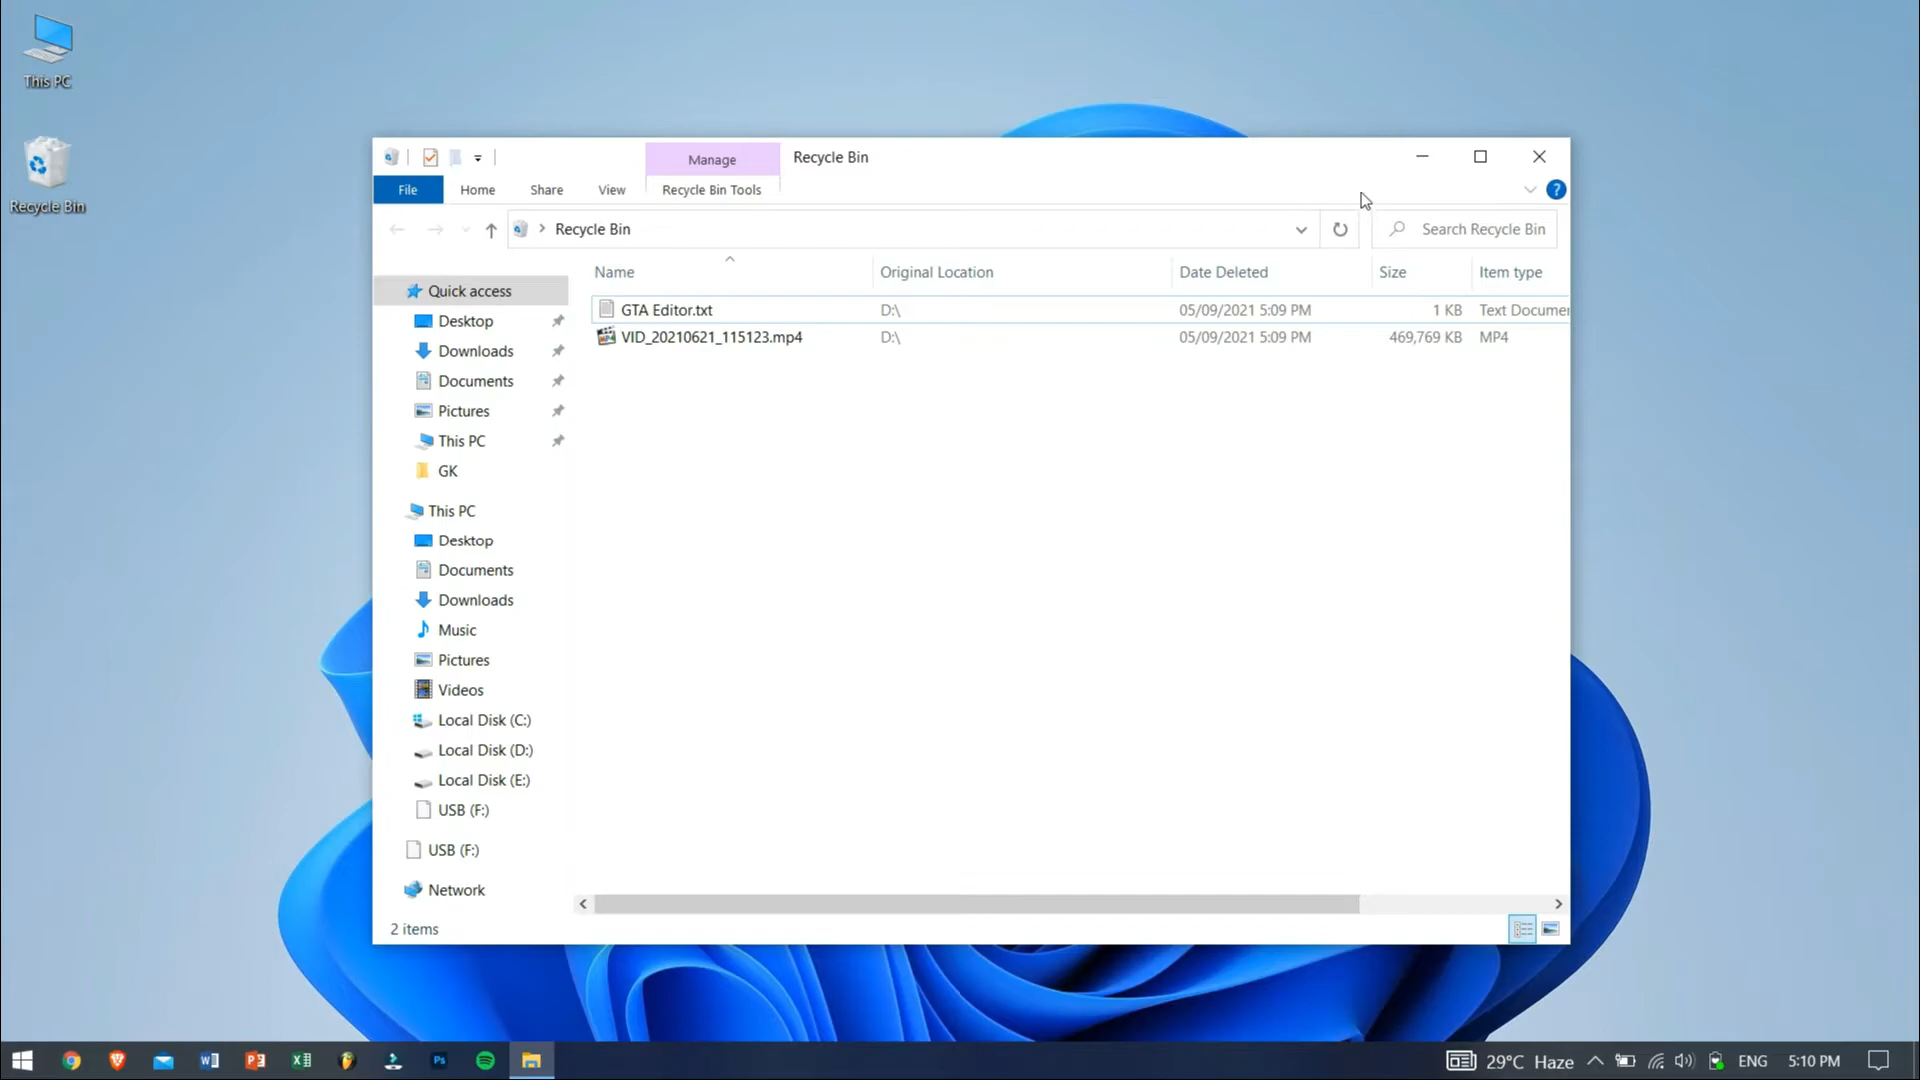 This PC
Recycle Bin
Manage
Recycle Bin
File
Home
Share
View
Recycle Bin Tools
?
Recycle Bin
Search Recycle Bin
Name
Original Location
Date Deleted
Size
Item type
GTA Editor.txt
D:\
05/09/2021 5:09 PM
1 KB
Text Documen
VID_20210621_115123.mp4
D:\
05/09/2021 5:09 PM
469,769 KB
MP4
Quick access
Desktop
Downloads
Documents
Pictures
This PC
GK
This PC
Desktop
Documents
Downloads
Music
Pictures
Videos
Local Disk (C:)
Local Disk (D:)
Local Disk (E:)
USB (F:)
USB (F:)
Network
2 items
Ps
29°C Haze
ENG
5:10 PM